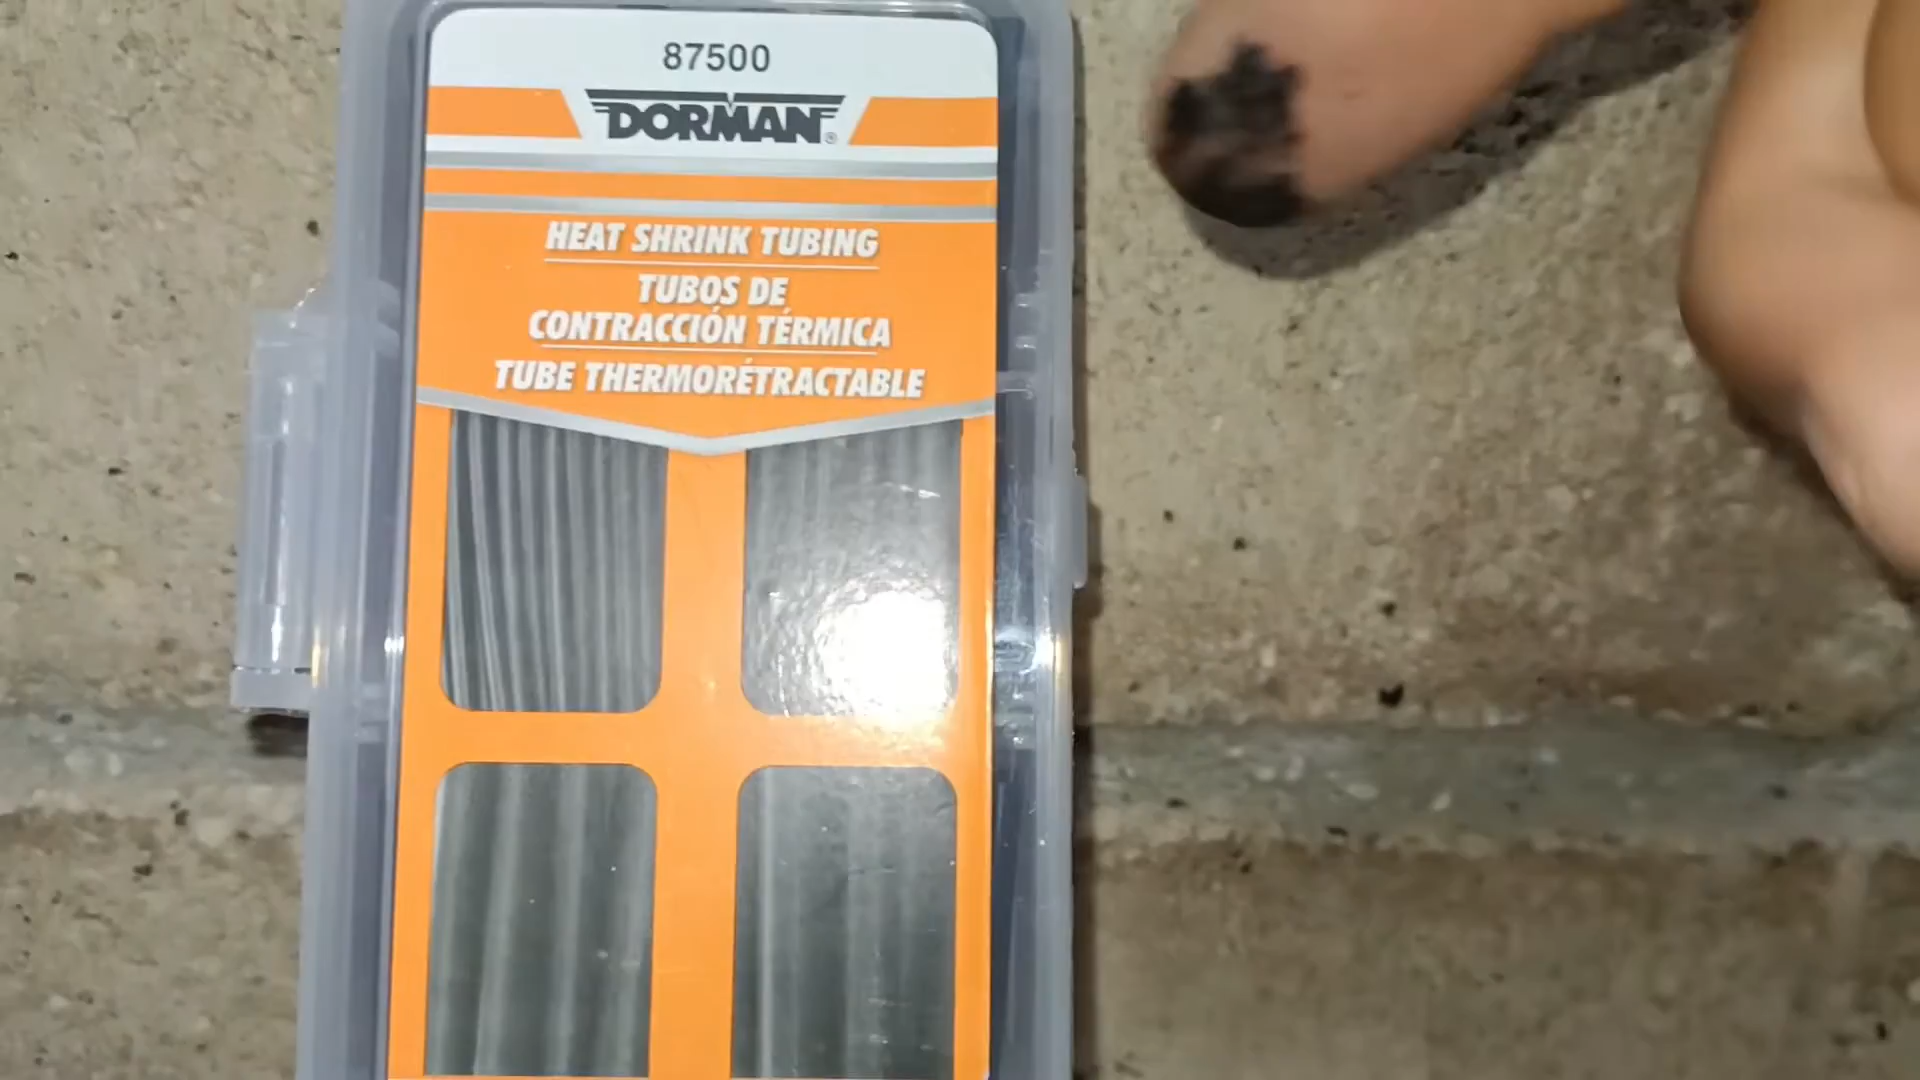 87500
DORMAN®
HEAT SHRINK TUBING
TUBOS DE
CONTRACCIÓN TÉRMICA
TUBE THERMORÉTRACTABLE